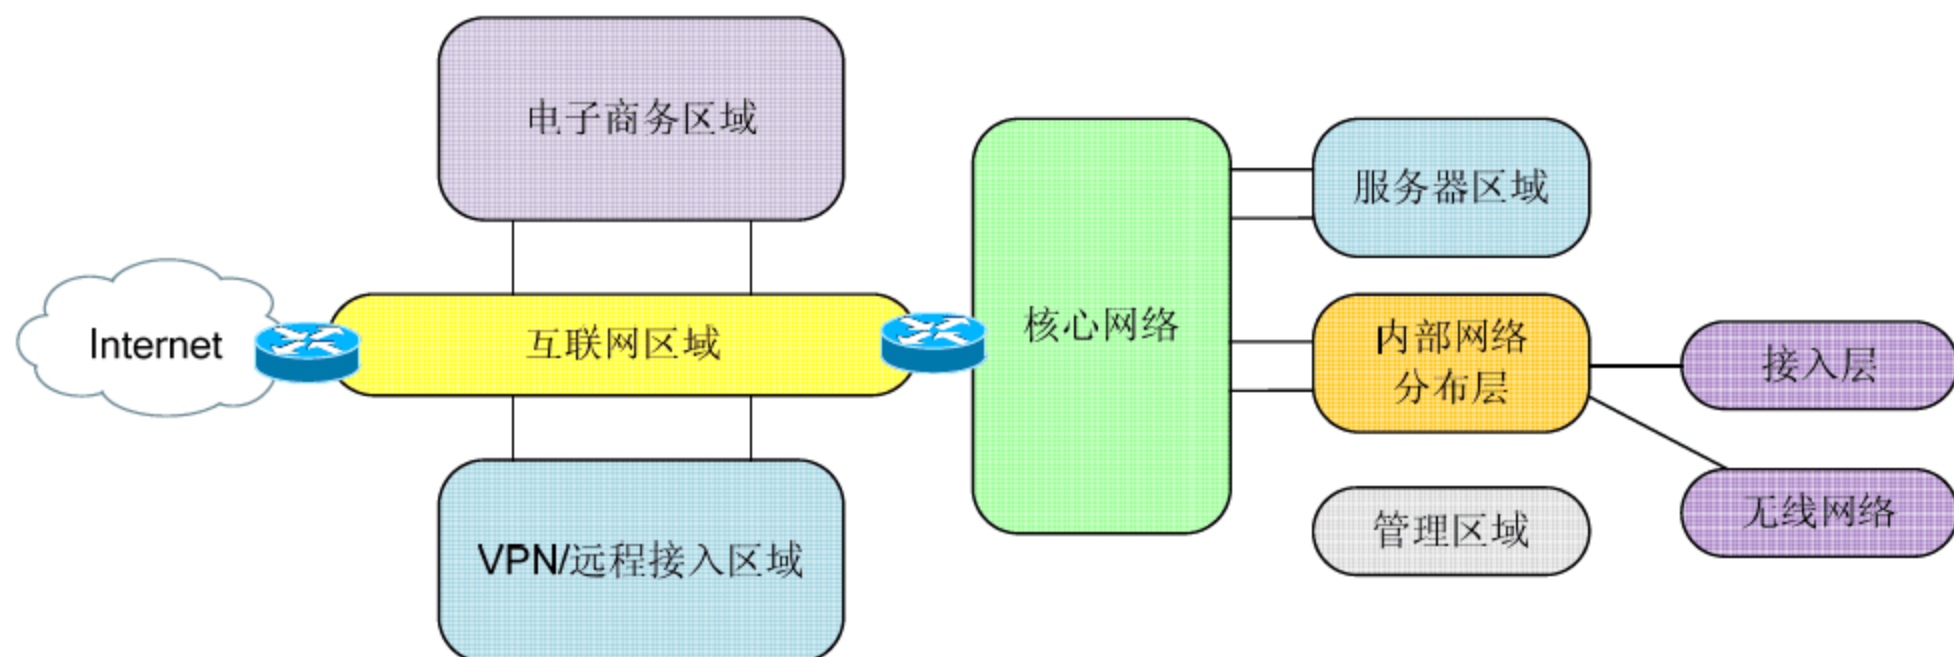 电子商务区域
Internet
互联网区域
VPN/远程接入区域
核心网络
服务器区域
内部网络
分布层
管理区域
接入层
无线网络